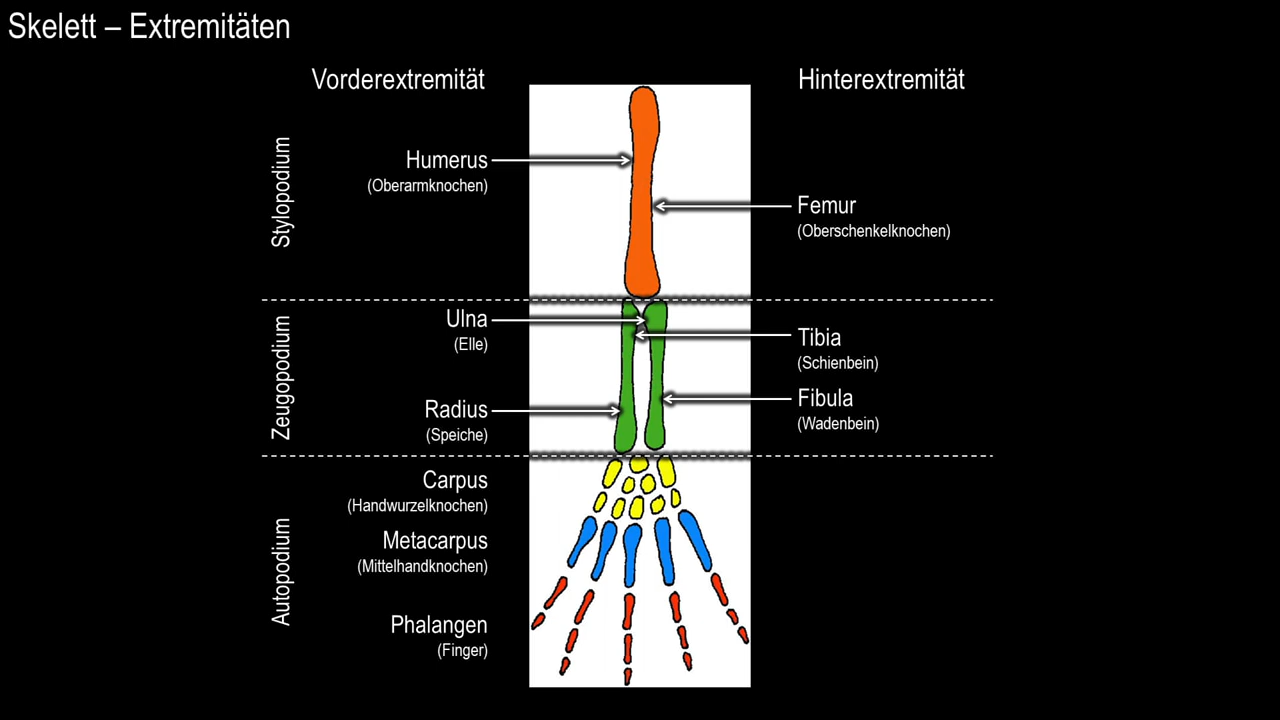 Skelett – Extremitäten
Vorderextremität
Hinterextremität
Stylopodium
Humerus
(Oberarmknochen)
Femur
(Oberschenkelknochen)
Zeugopodium
Ulna
(Elle)
Tibia
(Schienbein)
Radius
(Speiche)
Fibula
(Wadenbein)
Autopodium
Carpus
(Handwurzelknochen)
Metacarpus
(Mittelhandknochen)
Phalangen
(Finger)